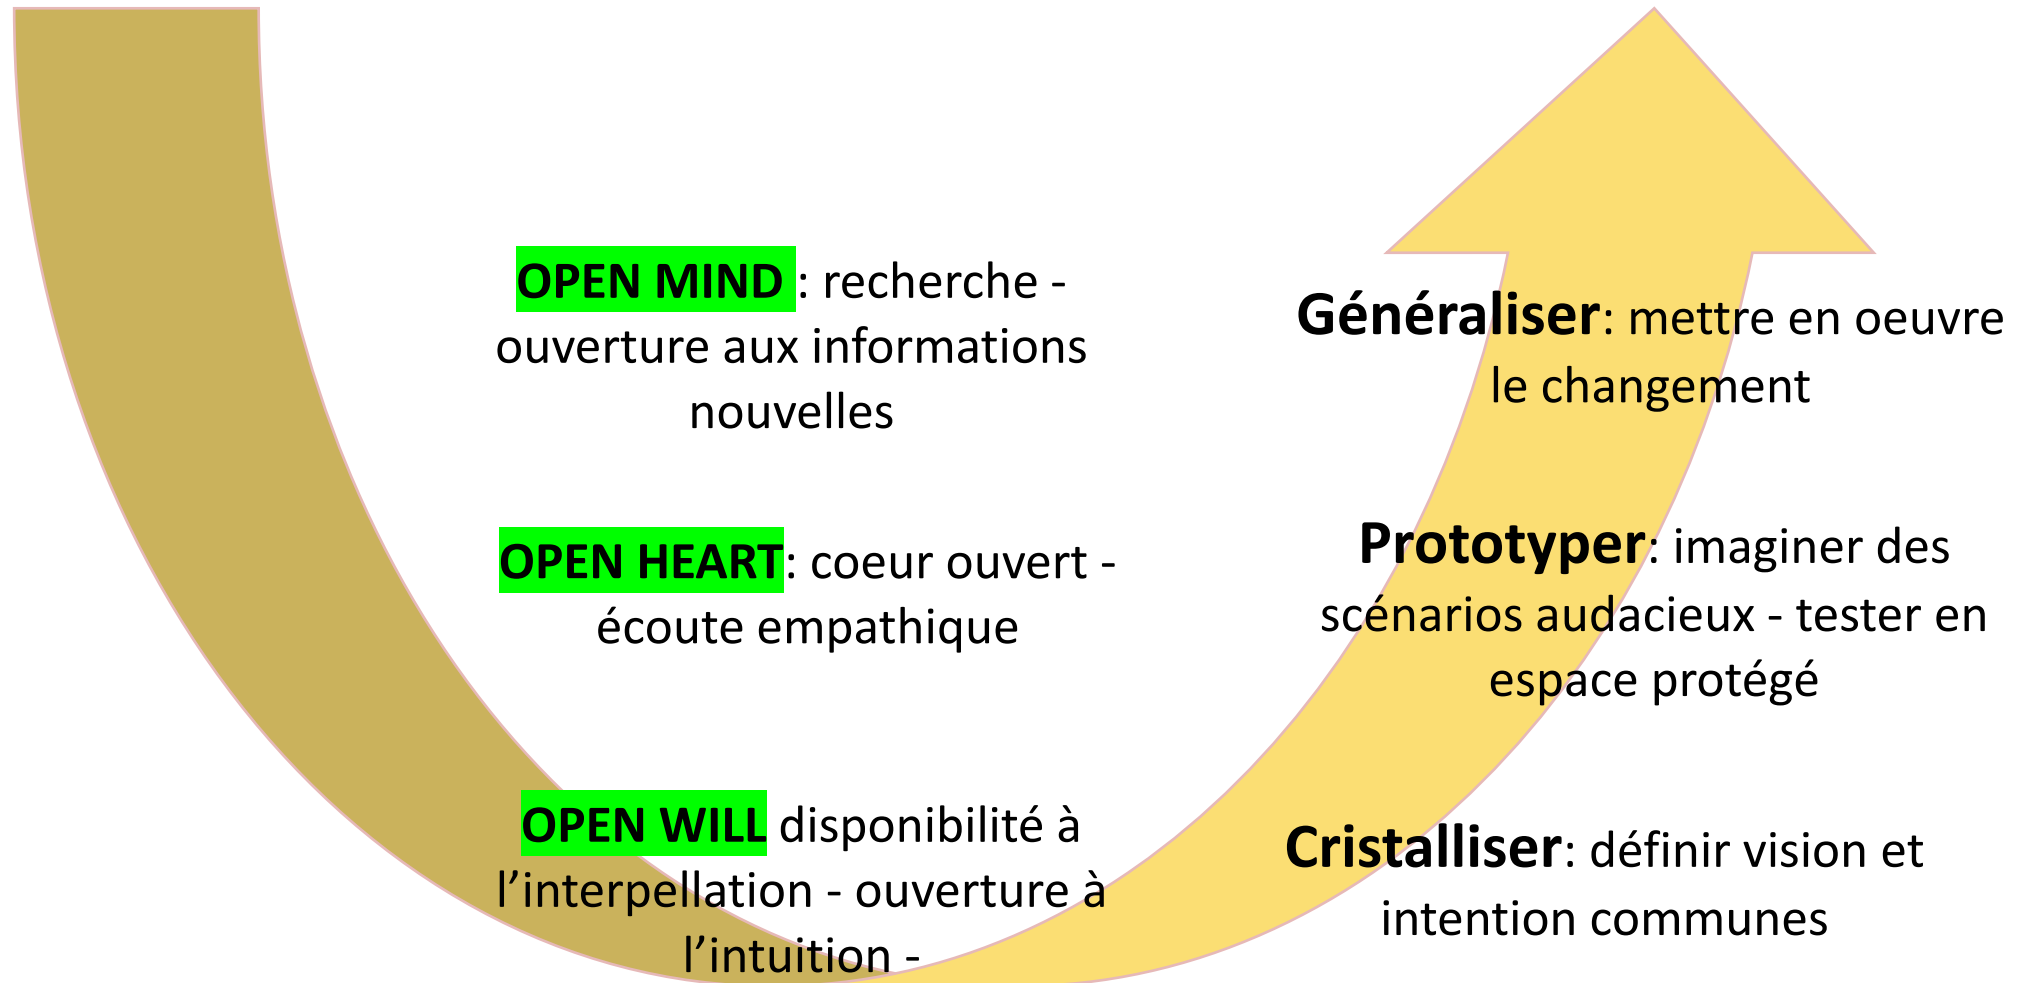 OPEN MIND : recherche -
ouverture aux informations
nouvelles
OPEN HEART: coeur ouvert -
écoute empathique
OPEN WILL disponibilité à
l’interpellation - ouverture à
l’intuition -
Généraliser: mettre en oeuvre
le changement
Prototyper: imaginer des
scénarios audacieux - tester en
espace protégé
Cristalliser: définir vision et
intention communes